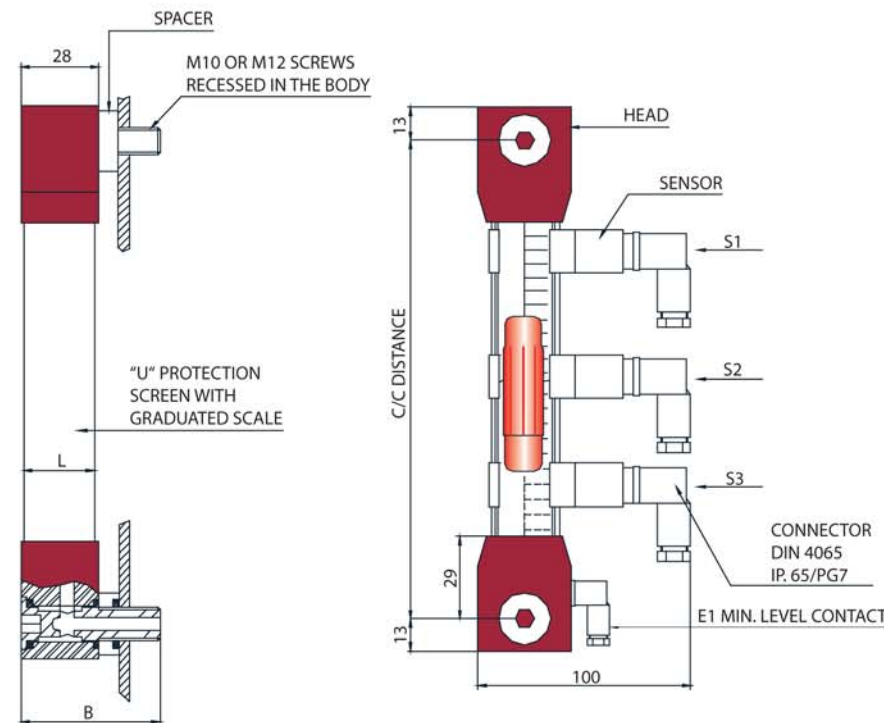 SPACER
28
M10 OR M12 SCREWS
RECESSED IN THE BODY
"U" PROTECTION
SCREEN WITH
GRADUATED SCALE
L
B
13
HEAD
SENSOR
S1
C/C DISTANCE
S2
S3
CONNECTOR
DIN 4065
IP. 65/PG7
29
E1 MIN. LEVEL CONTACT
13
100